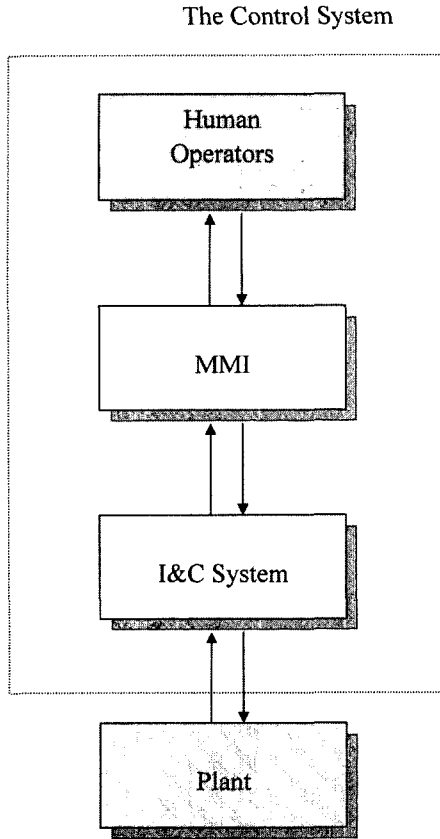 The Control System
Human
Operators
MMI
I&C System
Plant